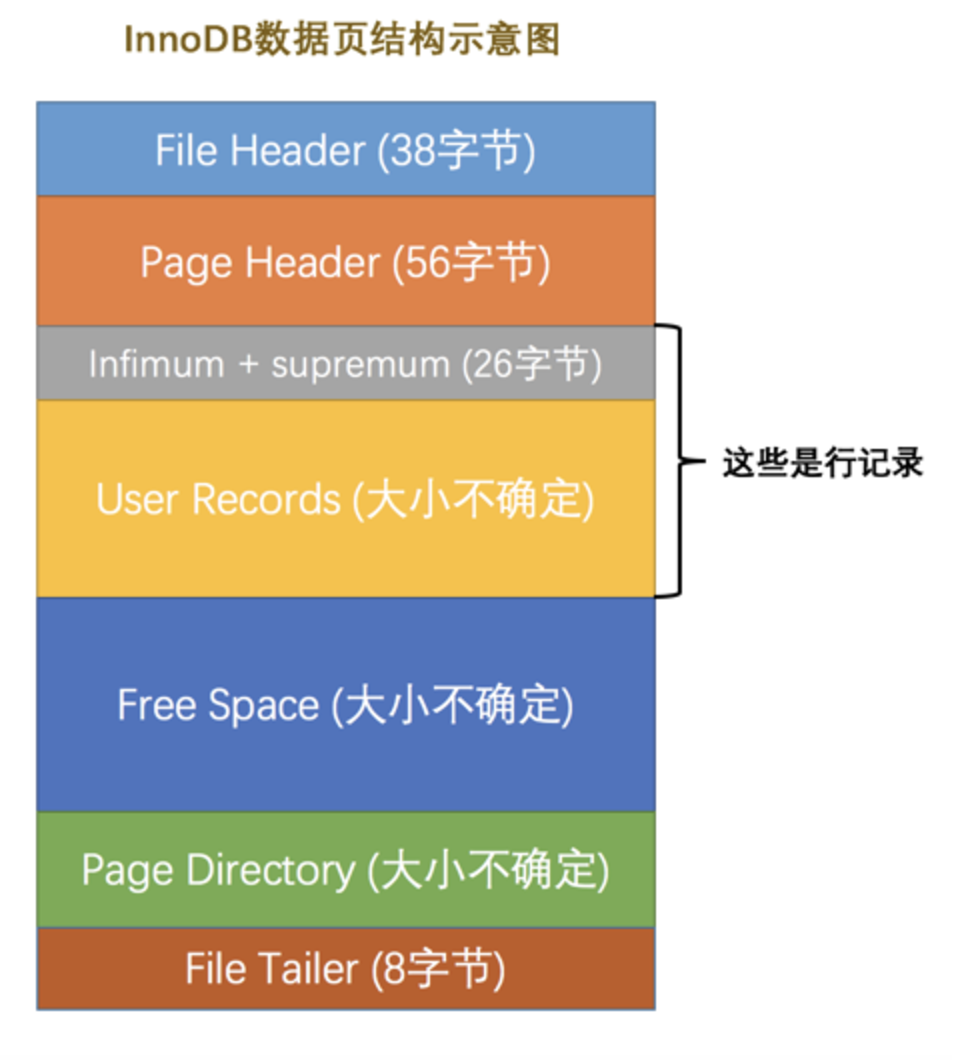 InnoDB数据页结构示意图
File Header (38字节)
Page Header (56字节)
Infimum + supremum (26字节)
User Records (大小不确定)
这些是行记录
Free Space (大小不确定)
Page Directory (大小不确定)
File Tailer (8字节)